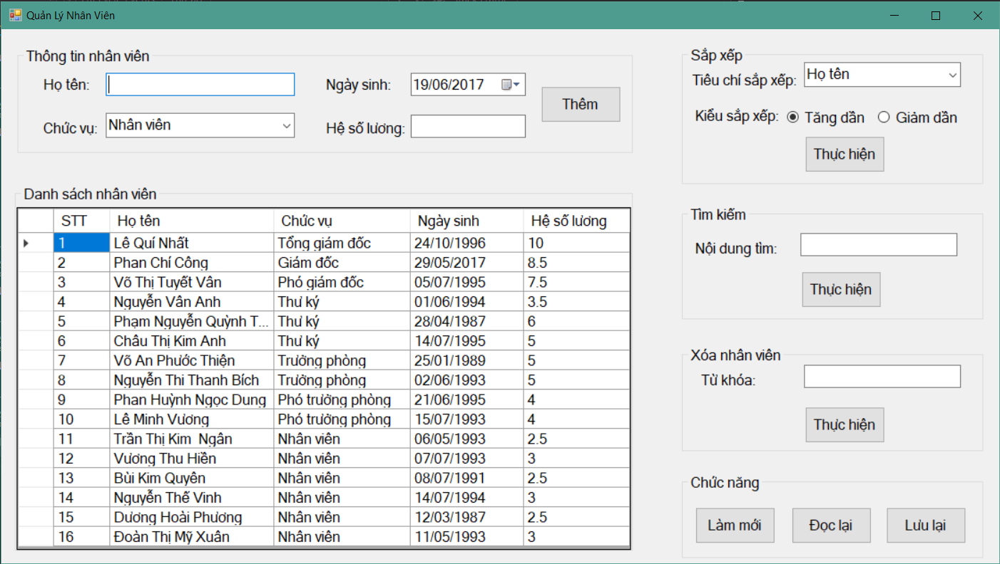 Quản Lý Nhân Viên
Thông tin nhân viên
Họ tên:
Ngày sinh: 19/06/2017
Thêm
Chức vụ: Nhân viên
Hệ số lương:
Danh sách nhân viên
STT Họ tên Chức vụ Ngày sinh Hệ số lương
1 Lê Quí Nhất Tổng giám đốc 24/10/1996 10
2 Phan Chí Công Giám đốc 29/05/2017 8.5
3 Võ Thị Tuyết Vân Phó giám đốc 05/07/1995 7.5
4 Nguyễn Vân Anh Thư ký 01/06/1994 3.5
5 Phạm Nguyễn Quỳnh T... Thư ký 28/04/1987 6
6 Châu Thị Kim Anh Thư ký 14/07/1995 5
7 Võ An Phước Thiện Trưởng phòng 25/01/1989 5
8 Nguyễn Thi Thanh Bích Trưởng phòng 02/06/1993 5
9 Phan Huỳnh Ngọc Dung Phó trưởng phòng 21/06/1995 4
10 Lê Minh Vương Phó trưởng phòng 15/07/1993 4
11 Trần Thị Kim  Ngân Nhân viên 06/05/1993 2.5
12 Vương Thu Hiền Nhân viên 07/07/1993 3
13 Bùi Kim Quyên Nhân viên 08/07/1991 2.5
14 Nguyễn Thế Vinh Nhân viên 14/07/1994 3
15 Dương Hoài Phương Nhân viên 12/03/1987 2.5
16 Đoàn Thị Mỹ Xuân Nhân viên 11/05/1993 3
Sắp xếp
Tiêu chí sắp xếp: Họ tên
Kiểu sắp xếp: Tăng dần Giảm dần
Thực hiện
Tìm kiếm
Nội dung tìm:
Thực hiện
Xóa nhân viên
Từ khóa:
Thực hiện
Chức năng
Làm mới Đọc lại Lưu lại